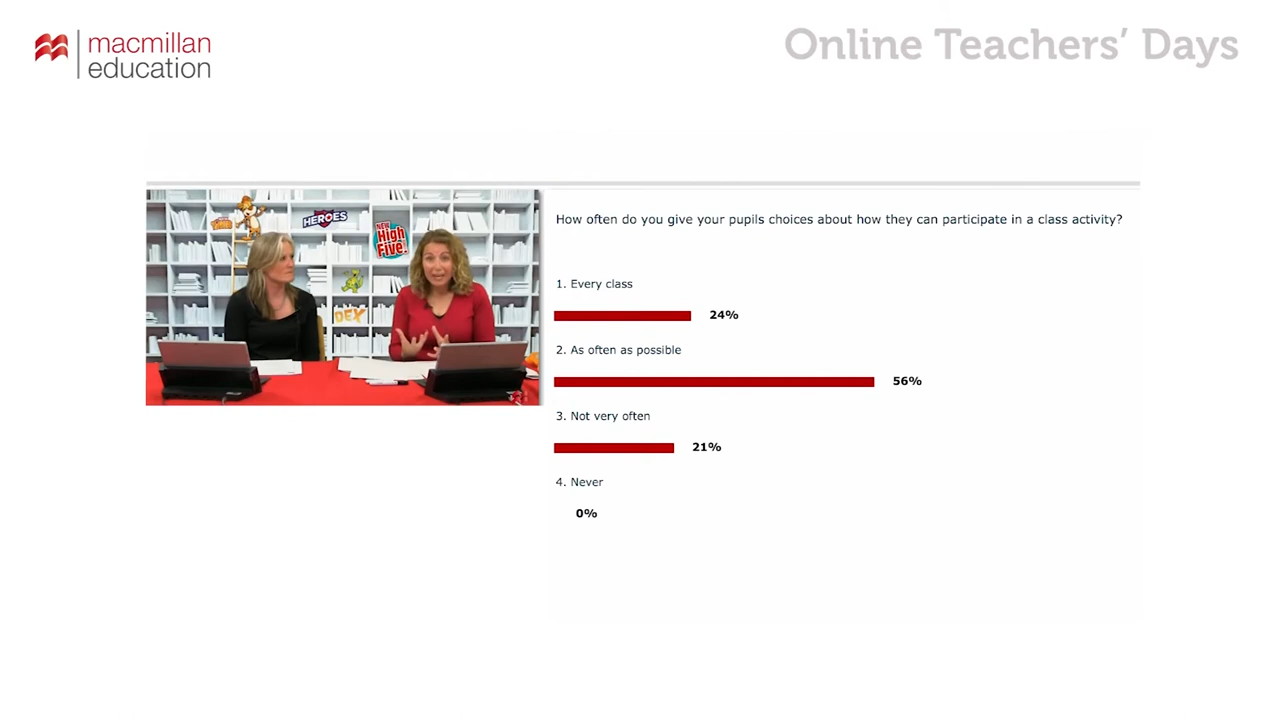 macmillan
education
Online Teachers' Days
HEROES
NEW
High
Five!
DEX
How often do you give your pupils choices about how they can participate in a class activity?
1. Every class
24%
2. As often as possible
56%
3. Not very often
21%
4. Never
0%